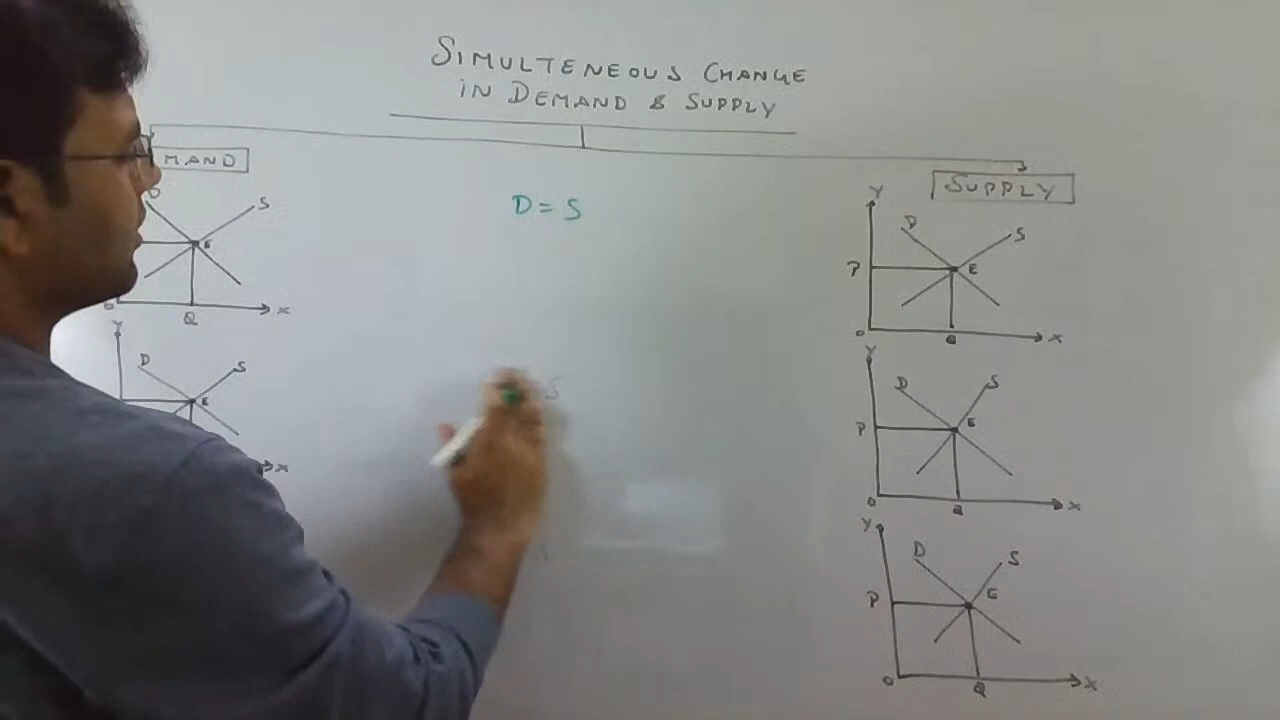 SIMULTENEOUS CHANGE
IN DEMAND & SUPPLY
MAND
SUPPLY
D = S
D
S
E
O
Q
X
Y
D
S
E
X
S
Y
D
S
P
E
O
Q
X
Y
D
S
P
E
O
Q
X
Y
D
S
P
E
O
Q
X